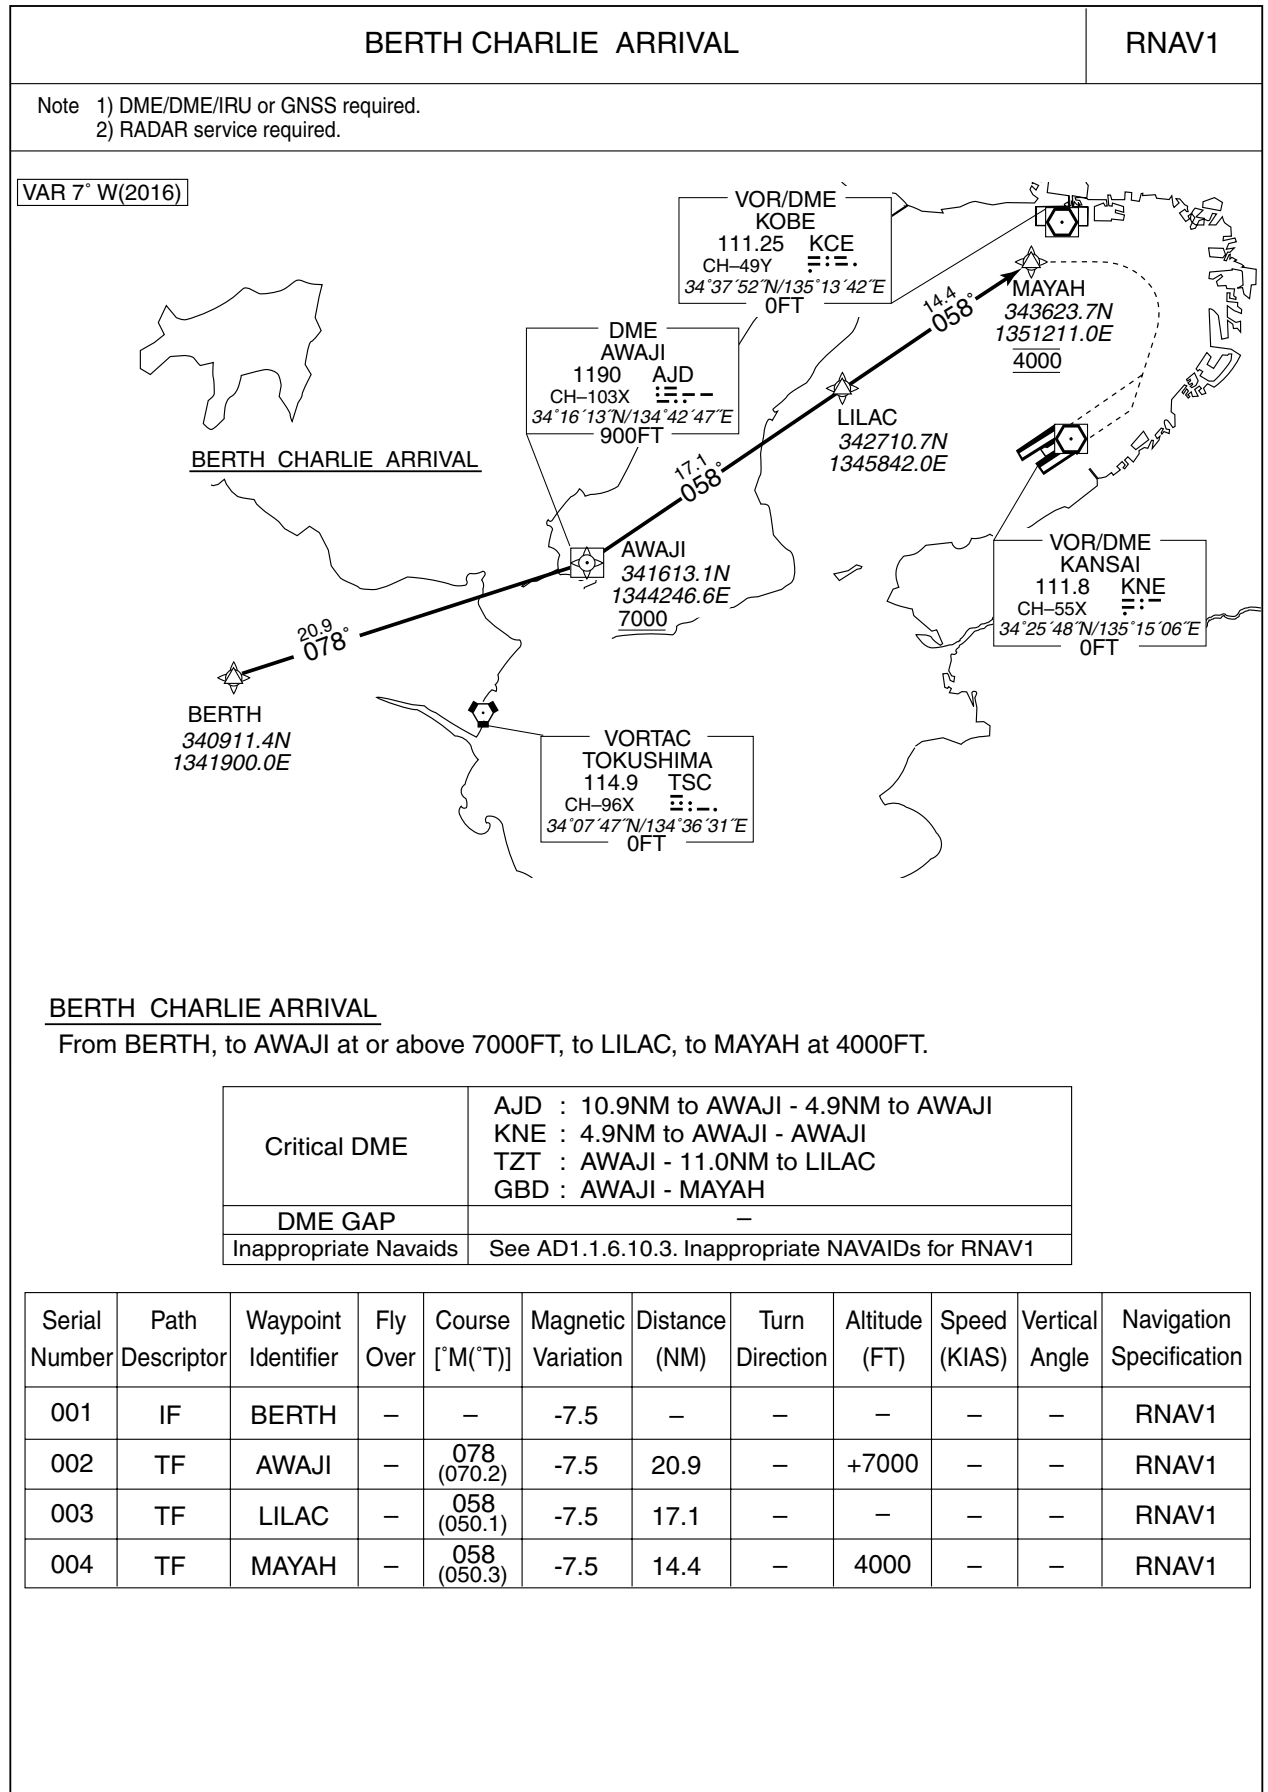 BERTH CHARLIE ARRIVAL
RNAV1
Note 1) DME/DME/IRU or GNSS required.
2) RADAR service required.
VAR 7˚ W(2016)
VOR/DME
KOBE
111.25 KCE
CH–49Y
34˚37´52˝N/135˚13´42˝E
0FT
MAYAH
343623.7N
1351211.0E
4000
14.4
058˚
DME
AWAJI
1190 AJD
CH–103X
34˚16´13˝N/134˚42´47˝E
900FT
LILAC
342710.7N
1345842.0E
BERTH CHARLIE ARRIVAL
17.1
058˚
AWAJI
341613.1N
1344246.6E
7000
VOR/DME
KANSAI
111.8 KNE
CH–55X
34˚25´48˝N/135˚15´06˝E
0FT
20.9
078˚
BERTH
340911.4N
1341900.0E
VORTAC
TOKUSHIMA
114.9 TSC
CH–96X
34˚07´47˝N/134˚36´31˝E
0FT
BERTH CHARLIE ARRIVAL
From BERTH, to AWAJI at or above 7000FT, to LILAC, to MAYAH at 4000FT.
Critical DME
AJD : 10.9NM to AWAJI - 4.9NM to AWAJI
KNE : 4.9NM to AWAJI - AWAJI
TZT : AWAJI - 11.0NM to LILAC
GBD : AWAJI - MAYAH
DME GAP –
Inappropriate Navaids See AD1.1.6.10.3. Inappropriate NAVAIDs for RNAV1
Serial Path Waypoint Fly Course Magnetic Distance Turn Altitude Speed Vertical Navigation
Number Descriptor Identifier Over [˚M(˚T)] Variation (NM) Direction (FT) (KIAS) Angle Specification
001 IF BERTH – – -7.5 – – – – – RNAV1
002 TF AWAJI – 078 (070.2) -7.5 20.9 – +7000 – – RNAV1
003 TF LILAC – 058 (050.1) -7.5 17.1 – – – – RNAV1
004 TF MAYAH – 058 (050.3) -7.5 14.4 – 4000 – – RNAV1